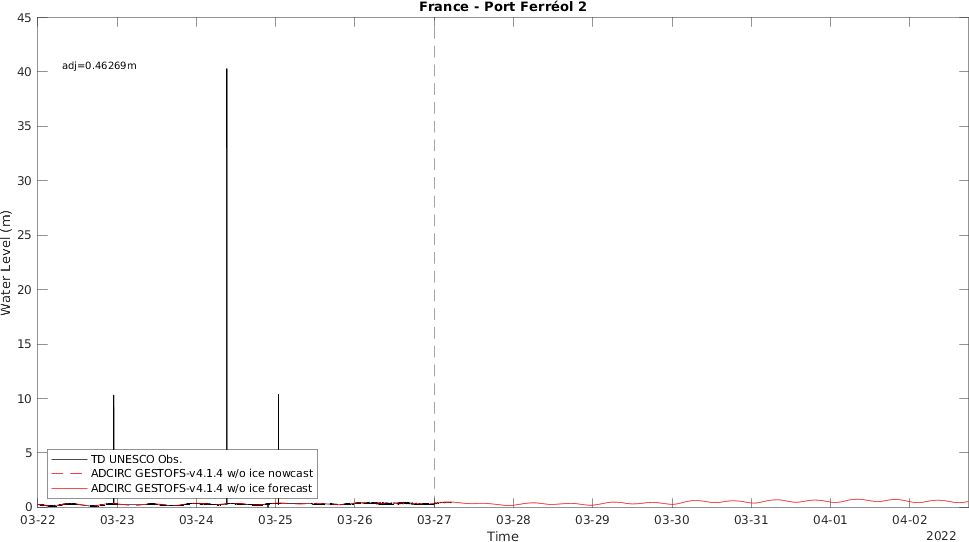 France - Port Ferréol 2
adj=0.46269m
Water Level (m)
45
40
35
30
25
20
15
10
5
0
TD UNESCO Obs.
ADCIRC GESTOFS-v4.1.4 w/o ice nowcast
ADCIRC GESTOFS-v4.1.4 w/o ice forecast
03-22 03-23 03-24 03-25 03-26 03-27 03-28 03-29 03-30 03-31 04-01 04-02
Time
2022